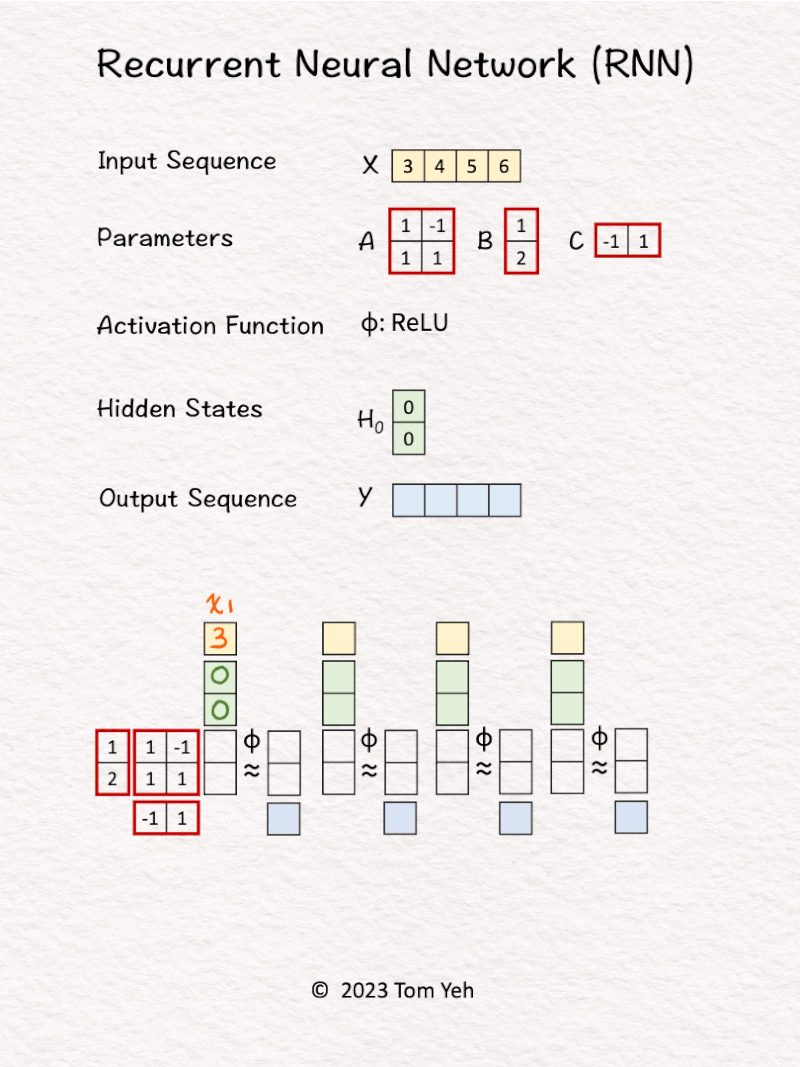 Recurrent Neural Network (RNN)
Input Sequence X 3 4 5 6
Parameters A 1 -1 B 1 C -1 1
1 1 2
Activation Function ϕ: ReLU
Hidden States H0 0
0
Output Sequence Y
x1
3
0
0
1 1 -1 ϕ ϕ ϕ ϕ
2 1 1 ≈ ≈ ≈ ≈
-1 1
© 2023 Tom Yeh